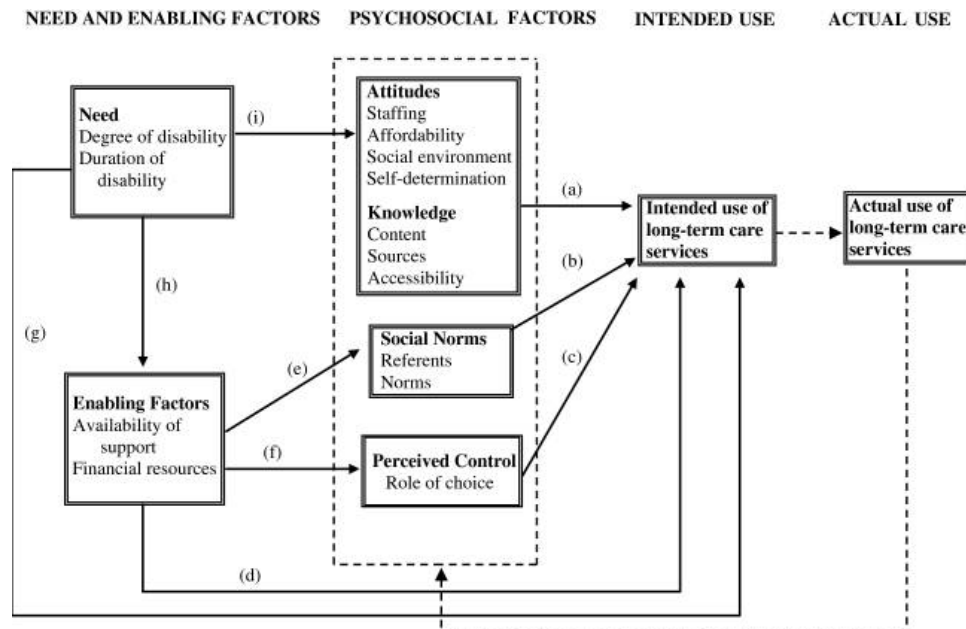 NEED AND ENABLING FACTORS
PSYCHOSOCIAL FACTORS
INTENDED USE
ACTUAL USE
Need
Degree of disability
Duration of
disability
(i)
Attitudes
Staffing
Affordability
Social environment
Self-determination
Knowledge
Content
Sources
Accessibility
(a)
Intended use of
long-term care
services
Actual use of
long-term care
services
(b)
(h)
(g)
(e)
Social Norms
Referents
Norms
(c)
Enabling Factors
Availability of
support
Financial resources
(f)
Perceived Control
Role of choice
(d)